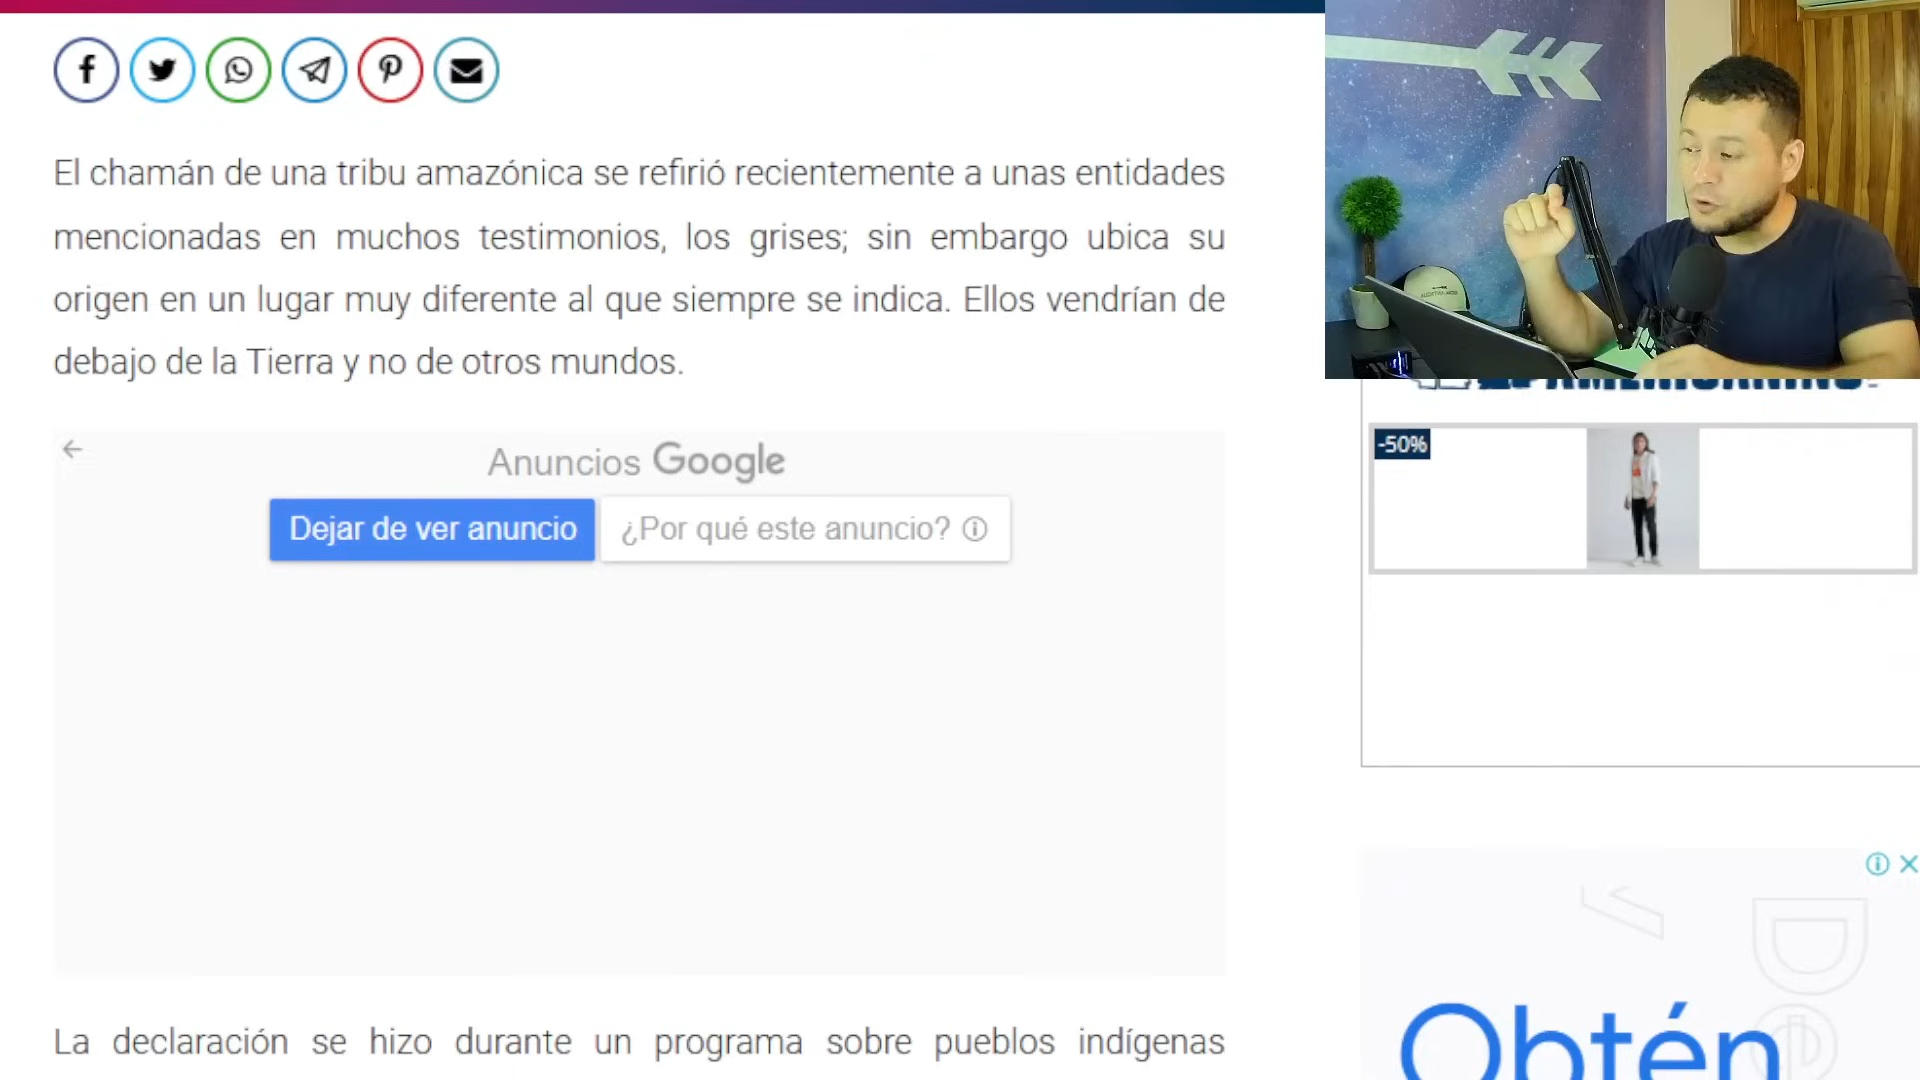 El chamán de una tribu amazónica se refirió recientemente a unas entidades
mencionadas en muchos testimonios, los grises; sin embargo ubica su
origen en un lugar muy diferente al que siempre se indica. Ellos vendrían de
debajo de la Tierra y no de otros mundos.
Anuncios Google
Dejar de ver anuncio
¿Por qué este anuncio?
-50%
La declaración se hizo durante un programa sobre pueblos indígenas
Obtén